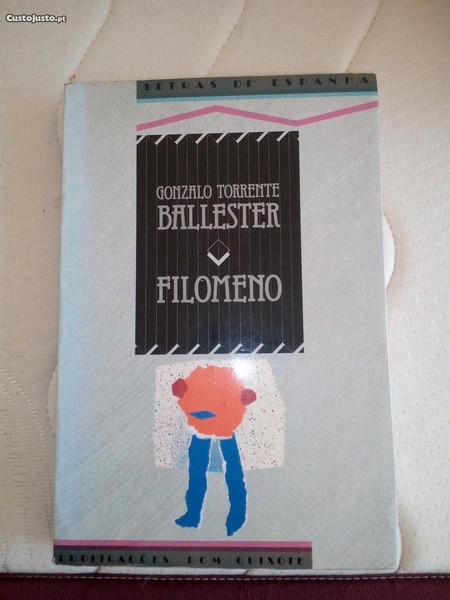 CustoJusto.pt
LETRAS DE ESPANHA
GONZALO TORRENTE
BALLESTER
FILOMENO
PUBLICAÇÕES DOM QUIXOTE